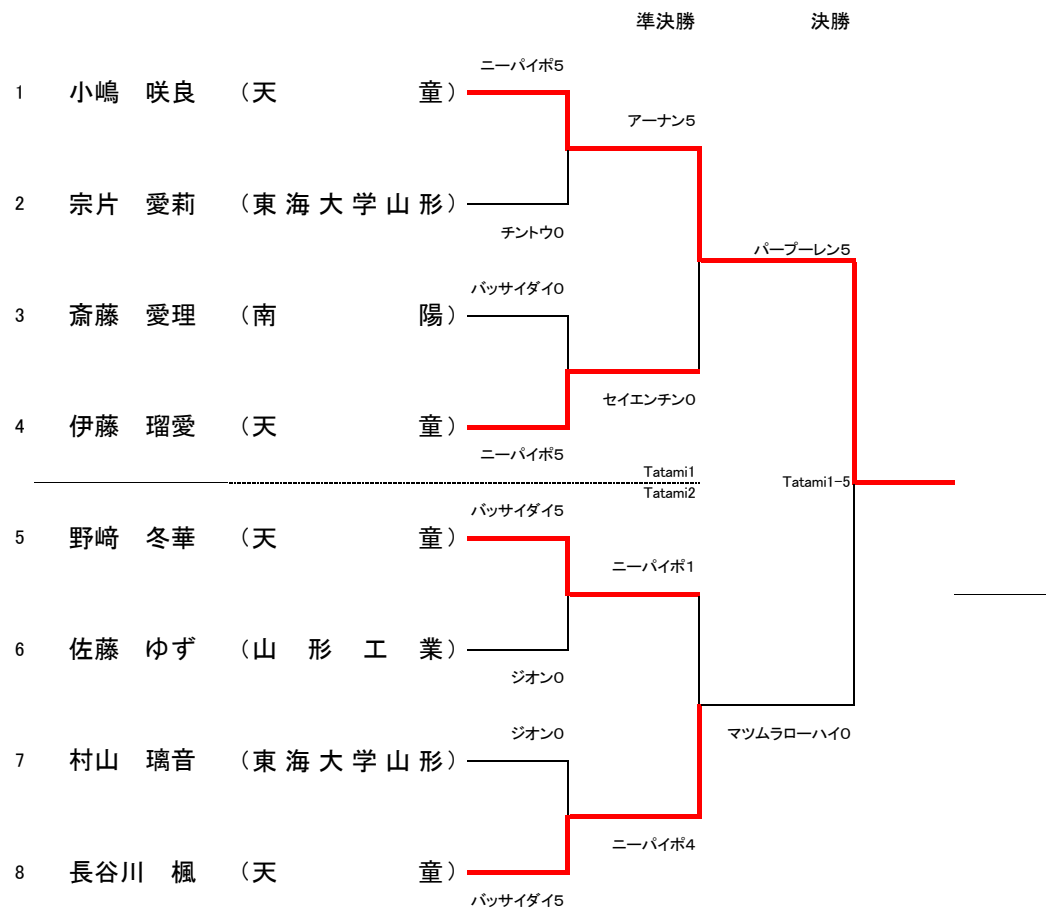 準決勝 決勝
ニーパイポ5
1 小嶋 咲良 （天 童）
アーナン5
2 宗片 愛莉 （東海大学山形）
チントウ0
パープーレン5
バッサイダイ0
3 斎藤 愛理 （南 陽）
セイエンチン0
4 伊藤 瑠愛 （天 童）
ニーパイポ5
Tatami1
Tatami1-5
Tatami2
バッサイダイ5
5 野﨑 冬華 （天 童）
ニーパイポ1
6 佐藤 ゆず （山形工業）
ジオン0
ジオン0
マツムラローハイ0
7 村山 璃音 （東海大学山形）
ニーパイポ4
8 長谷川 楓 （天 童）
バッサイダイ5